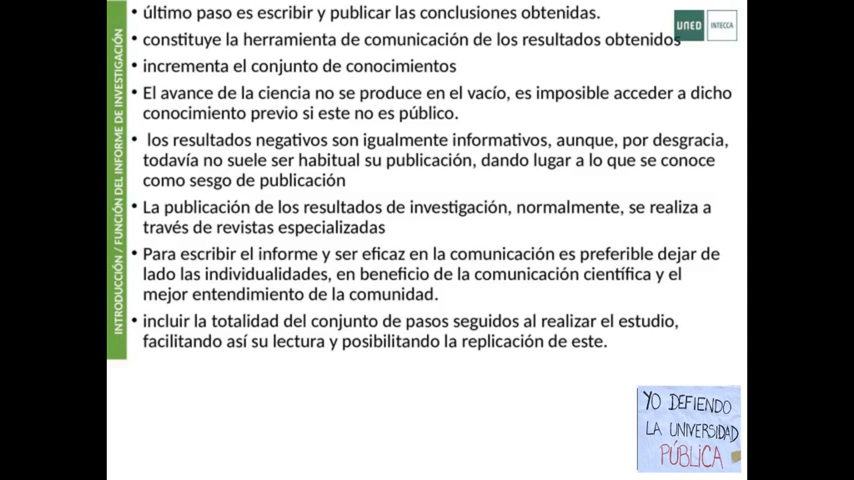 • último paso es escribir y publicar las conclusiones obtenidas.
• constituye la herramienta de comunicación de los resultados obtenidos
• incrementa el conjunto de conocimientos
• El avance de la ciencia no se produce en el vacío, es imposible acceder a dicho
conocimiento previo si este no es público.
• los resultados negativos son igualmente informativos, aunque, por desgracia,
todavía no suele ser habitual su publicación, dando lugar a lo que se conoce
como sesgo de publicación
• La publicación de los resultados de investigación, normalmente, se realiza a
través de revistas especializadas
• Para escribir el informe y ser eficaz en la comunicación es preferible dejar de
lado las individualidades, en beneficio de la comunicación científica y el
mejor entendimiento de la comunidad.
• incluir la totalidad del conjunto de pasos seguidos al realizar el estudio,
facilitando así su lectura y posibilitando la replicación de este.
INTRODUCCIÓN / FUNCIÓN DEL INFORME DE INVESTIGACIÓN
UNED
INTECCA
YO DEFIENDO
LA UNIVERSIDAD
PÚBLICA